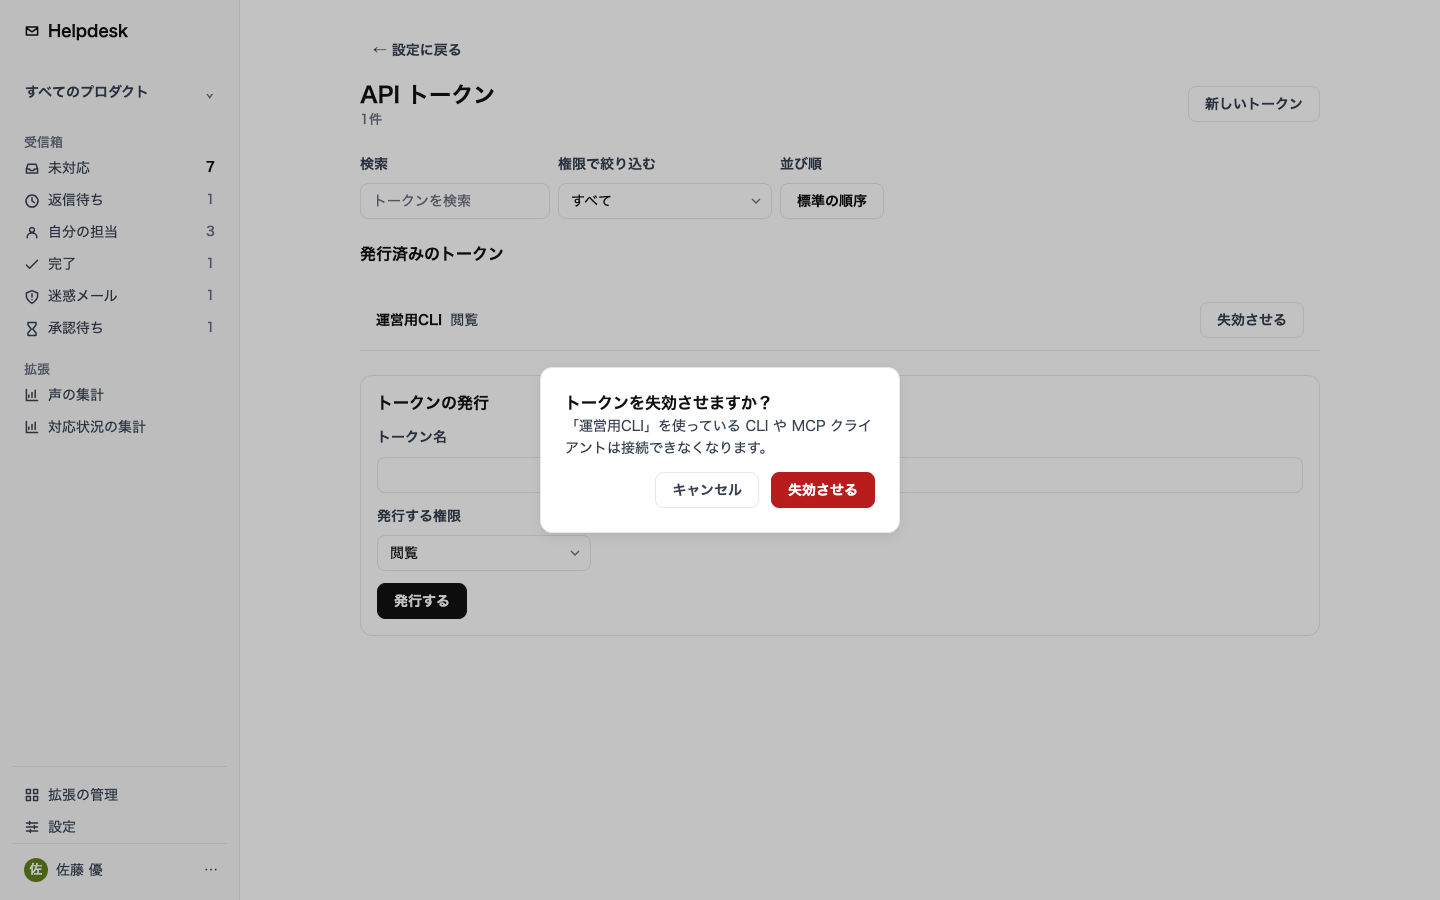 Helpdesk
すべてのプロダクト
受信箱
未対応 7
返信待ち 1
自分の担当 3
完了 1
迷惑メール 1
承認待ち 1
拡張
声の集計
対応状況の集計
拡張の管理
設定
佐 佐藤 優 …
← 設定に戻る
API トークン
1件
新しいトークン
検索 権限で絞り込む 並び順
トークンを検索 すべて 標準の順序
発行済みのトークン
運用用CLI 閲覧 失効させる
トークンの発行
トークン名
発行する権限
閲覧
発行する
トークンを失効させますか？
「運営用CLI」を使っている CLI や MCP クライ
アントは接続できなくなります。
キャンセル 失効させる